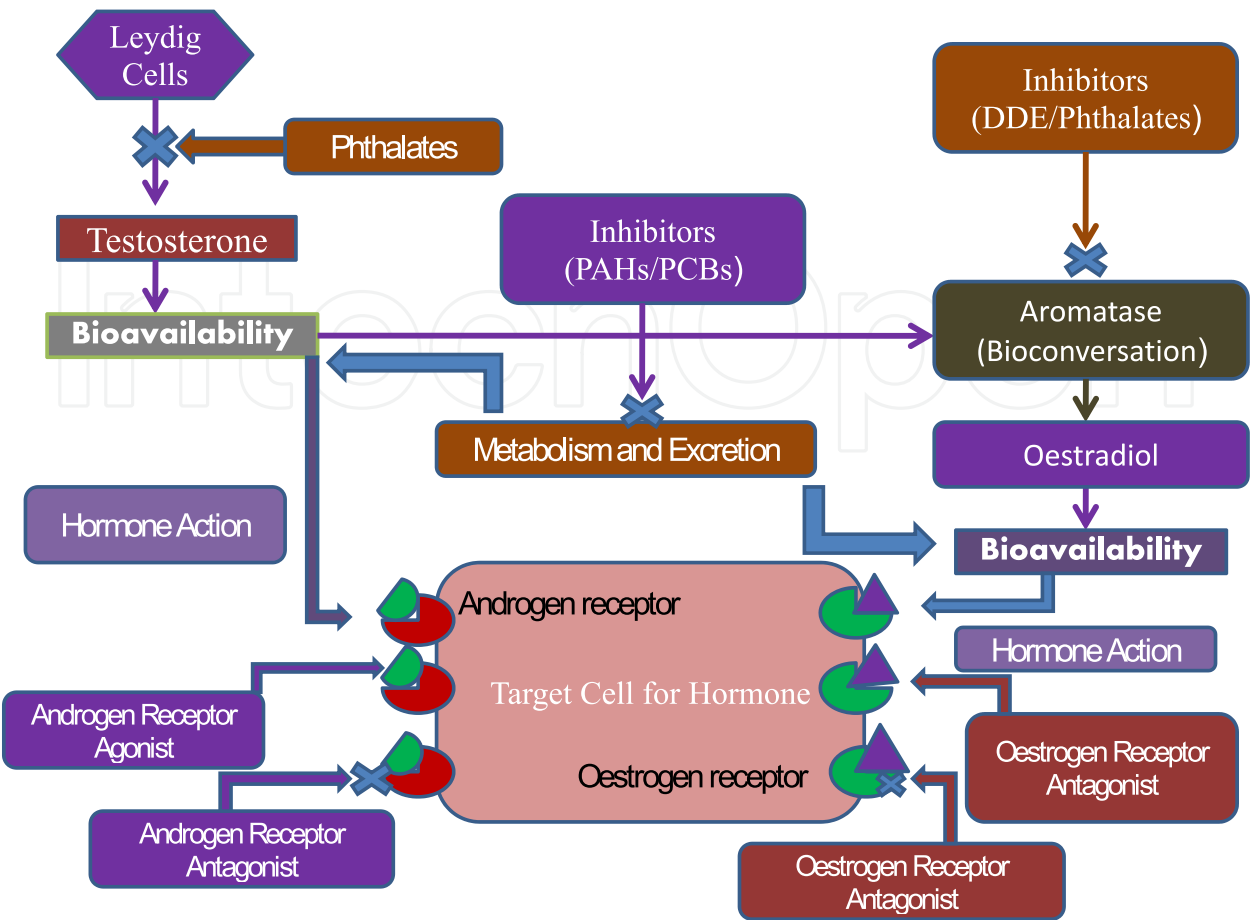 Leydig
Cells
Inhibitors
(DDE/Phthalates)
Phthalates
Testosterone
Inhibitors
(PAHs/PCBs)
Bioavailability
Aromatase
(Bioconversation)
Metabolism and Excretion
Oestradiol
Hormone Action
Bioavailability
Androgen receptor
Hormone Action
Target Cell for Hormone
Androgen Receptor
Agonist
Oestrogen Receptor
Antagonist
Oestrogen receptor
Androgen Receptor
Antagonist
Oestrogen Receptor
Antagonist
IntechOpen